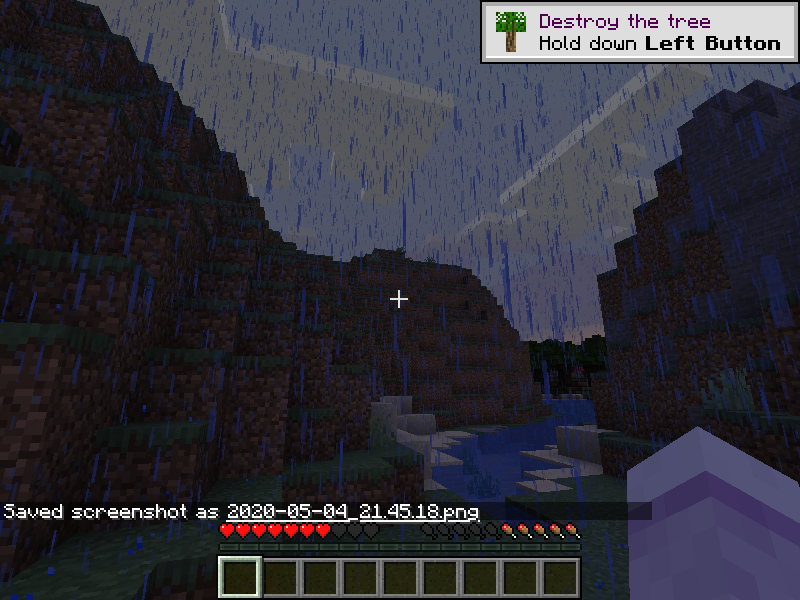 Destroy the tree
Hold down Left Button
Saved screenshot as 2020-05-04_21.45.18.png